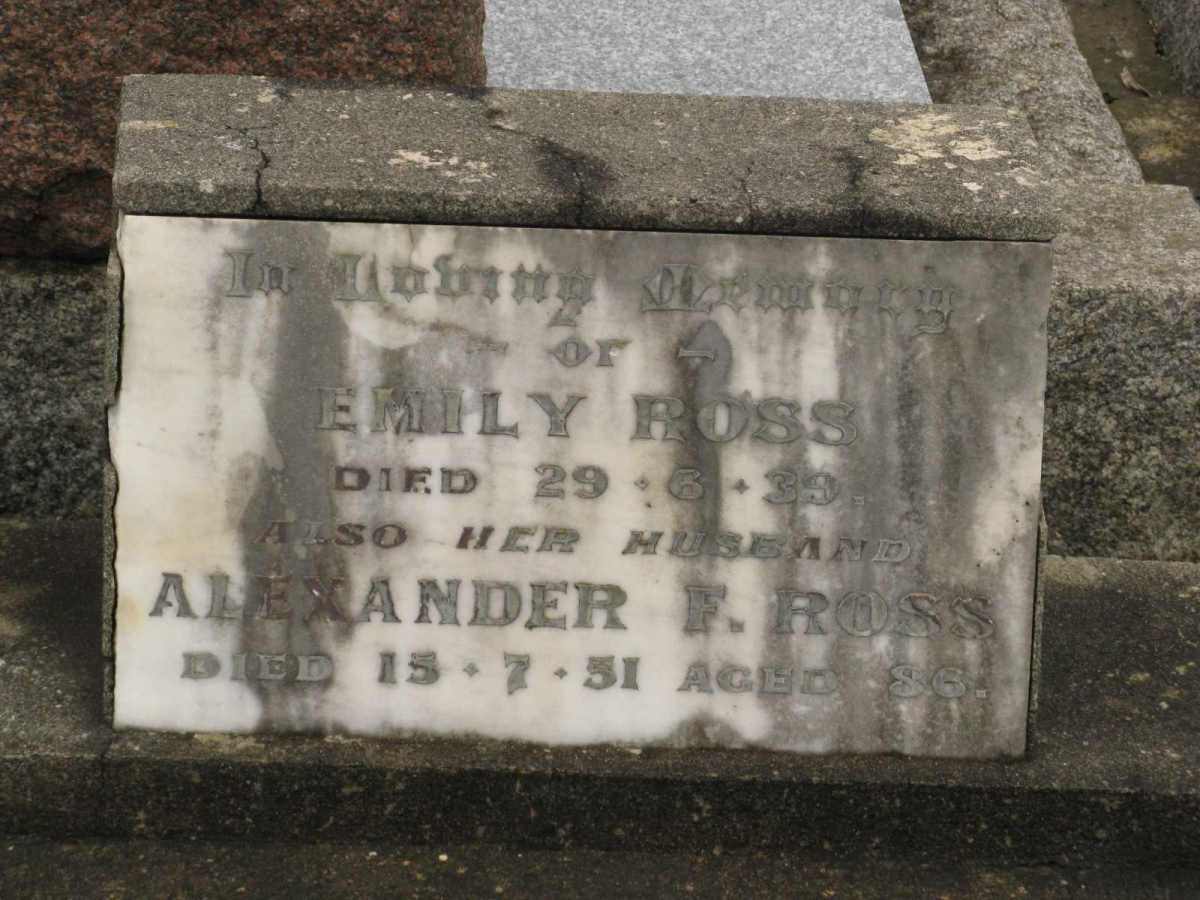 In Loving Memory
- OF -
EMILY ROSS
DIED 29·6·39.
ALSO HER HUSBAND
ALEXANDER F. ROSS
DIED 15·7·51 AGED 86.